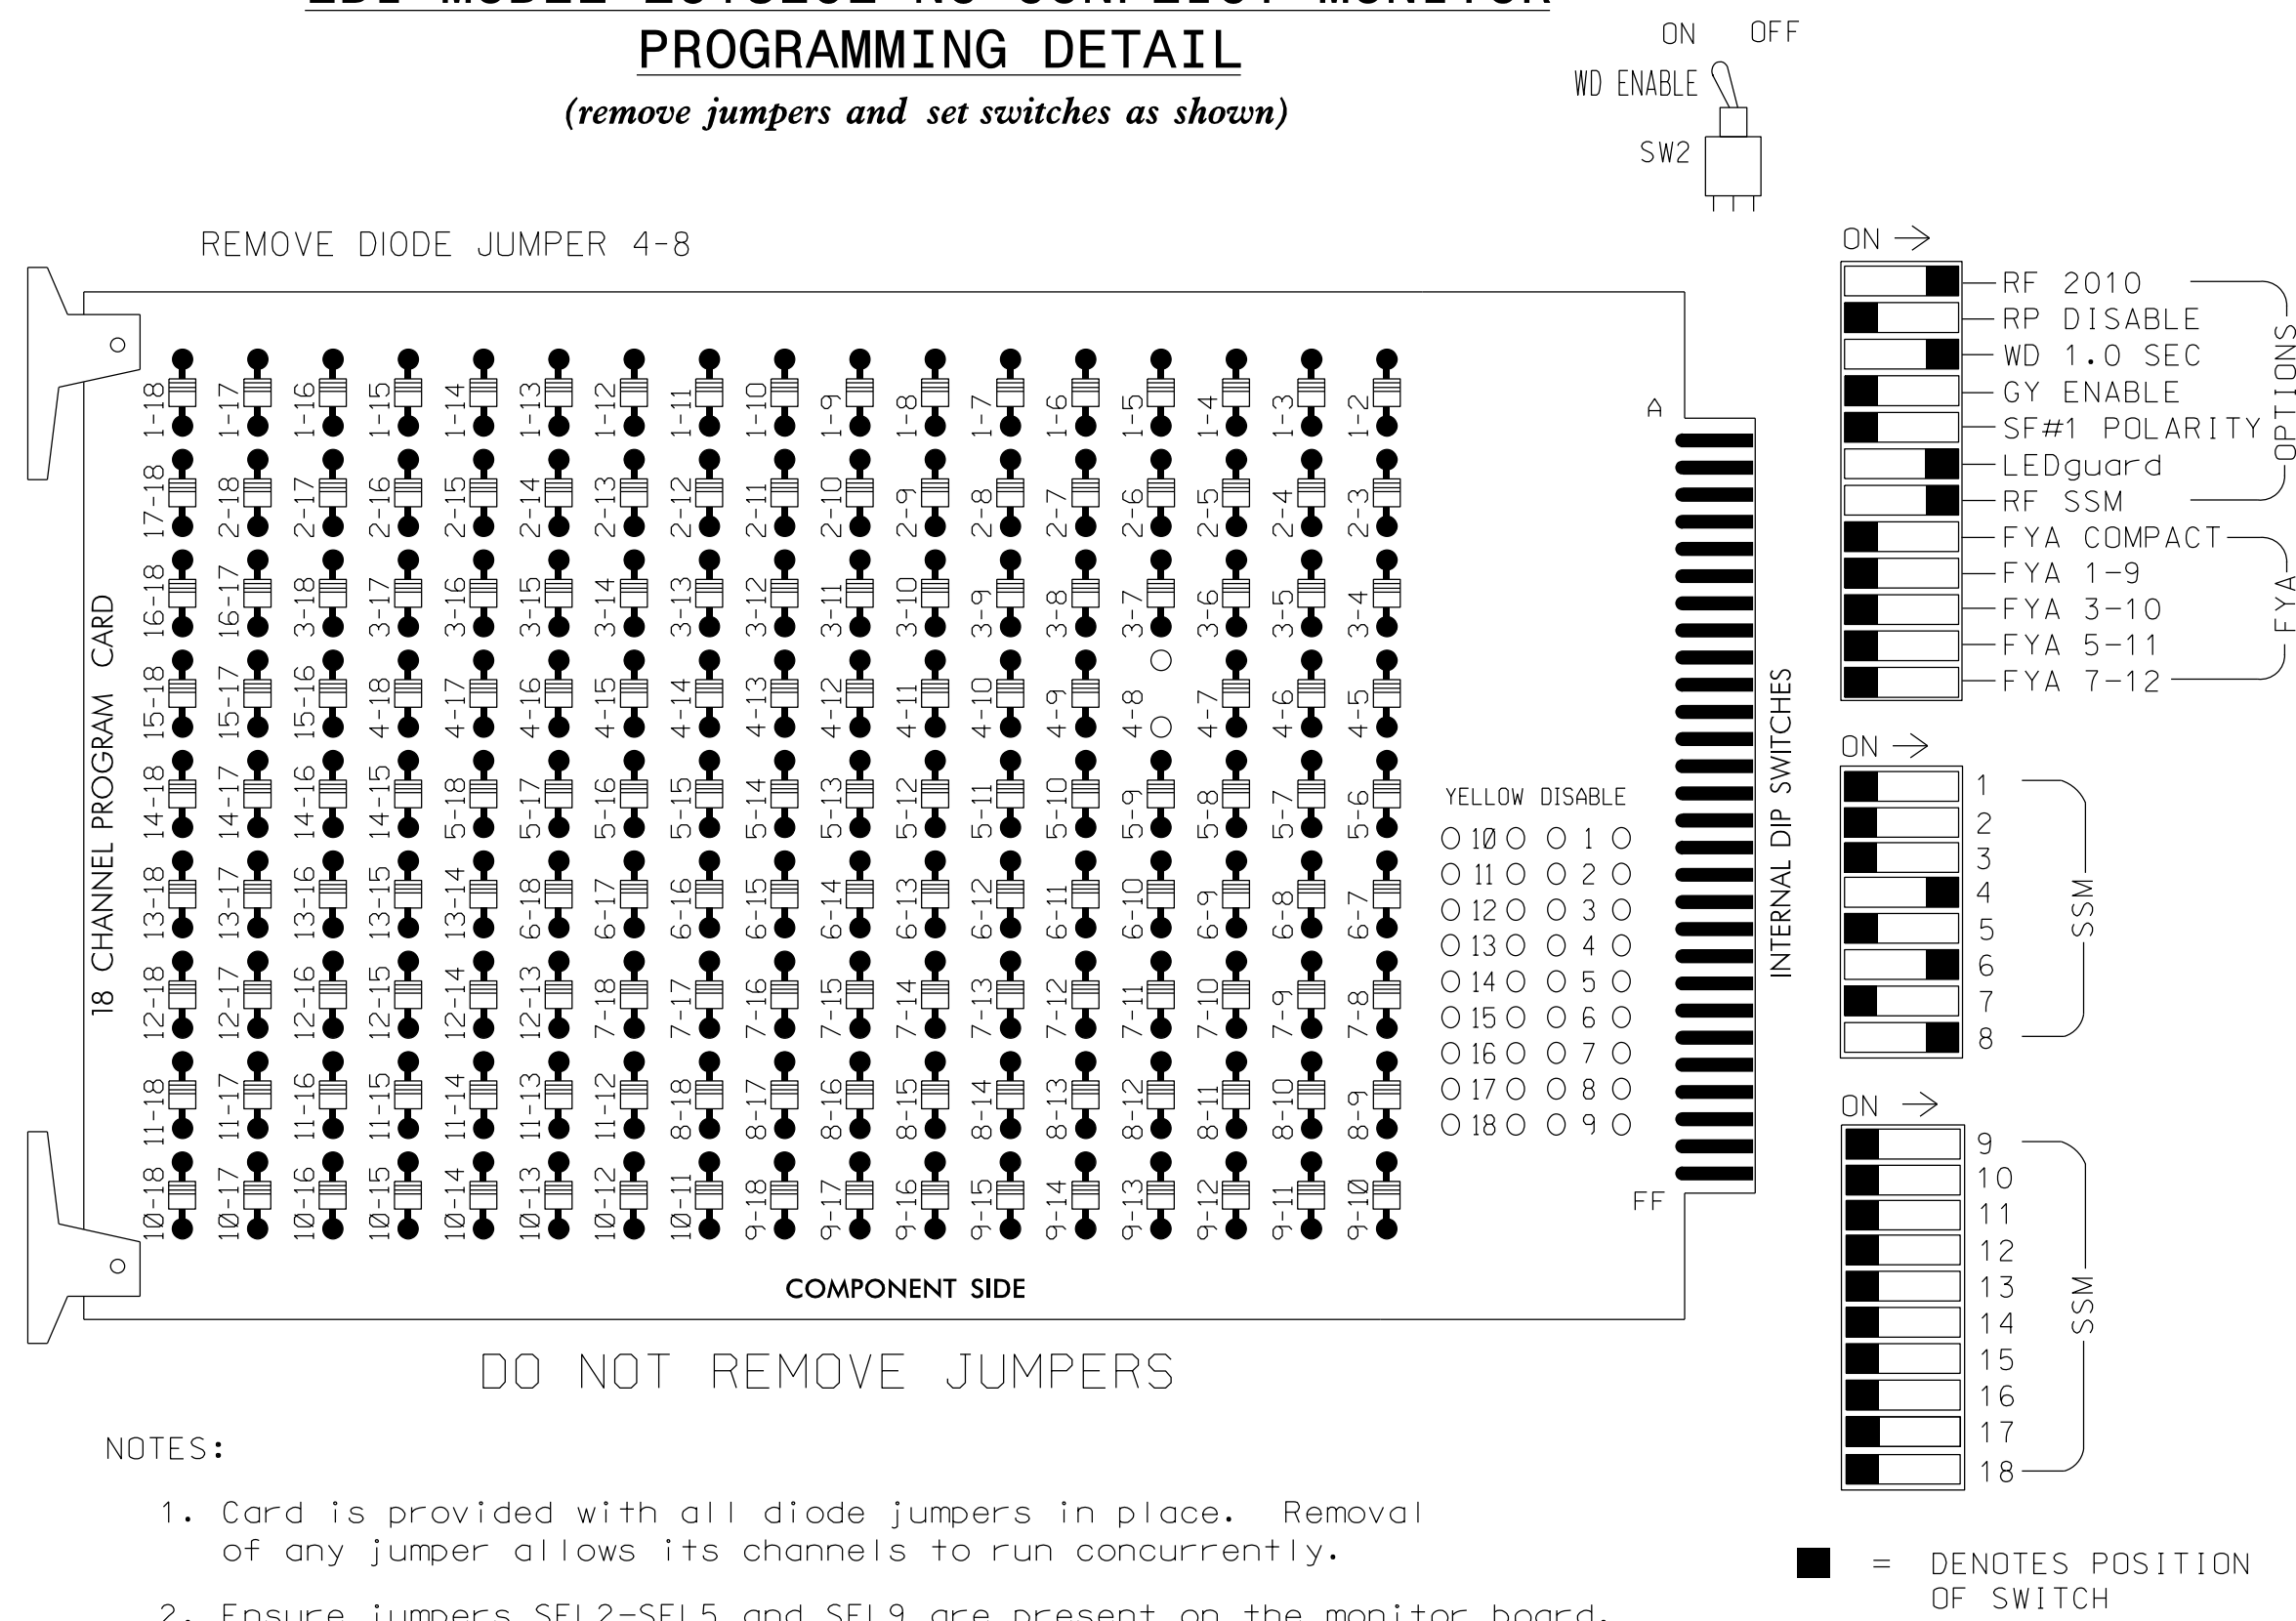 PROGRAMMING DETAIL
(remove jumpers and set switches as shown)
ON OFF
WD ENABLE
SW2
REMOVE DIODE JUMPER 4-8
18 CHANNEL PROGRAM CARD
1-18 1-17 1-16 1-15 1-14 1-13 1-12 1-11 1-10 1-9 1-8 1-7 1-6 1-5 1-4 1-3 1-2
17-18 2-18 2-17 2-16 2-15 2-14 2-13 2-12 2-11 2-10 2-9 2-8 2-7 2-6 2-5 2-4 2-3
16-18 16-17 3-18 3-17 3-16 3-15 3-14 3-13 3-12 3-11 3-10 3-9 3-8 3-7 3-6 3-5 3-4
15-18 15-17 15-16 4-18 4-17 4-16 4-15 4-14 4-13 4-12 4-11 4-10 4-9 4-8 4-7 4-6 4-5
14-18 14-17 14-16 14-15 5-18 5-17 5-16 5-15 5-14 5-13 5-12 5-11 5-10 5-9 5-8 5-7 5-6
13-18 13-17 13-16 13-15 13-14 6-18 6-17 6-16 6-15 6-14 6-13 6-12 6-11 6-10 6-9 6-8 6-7
12-18 12-17 12-16 12-15 12-14 12-13 7-18 7-17 7-16 7-15 7-14 7-13 7-12 7-11 7-10 7-9 7-8
11-18 11-17 11-16 11-15 11-14 11-13 11-12 8-18 8-17 8-16 8-15 8-14 8-13 8-12 8-11 8-10 8-9
10-18 10-17 10-16 10-15 10-14 10-13 10-12 10-11 9-18 9-17 9-16 9-15 9-14 9-13 9-12 9-11 9-10
A
YELLOW DISABLE
10 1
11 2
12 3
13 4
14 5
15 6
16 7
17 8
18 9
FF
COMPONENT SIDE
INTERNAL DIP SWITCHES
ON
RF 2010
RP DISABLE
WD 1.0 SEC
GY ENABLE
SF#1 POLARITY
LEDguard
RF SSM
OPTIONS
FYA COMPACT
FYA 1-9
FYA 3-10
FYA 5-11
FYA 7-12
FYA
ON
1
2
3
4
5
6
7
8
SSM
ON
9
10
11
12
13
14
15
16
17
18
SSM
DO NOT REMOVE JUMPERS
NOTES:
1. Card is provided with all diode jumpers in place. Removal
of any jumper allows its channels to run concurrently.
2. Ensure jumpers SEL2-SEL5 and SEL9 are present on the monitor board.
= DENOTES POSITION
OF SWITCH